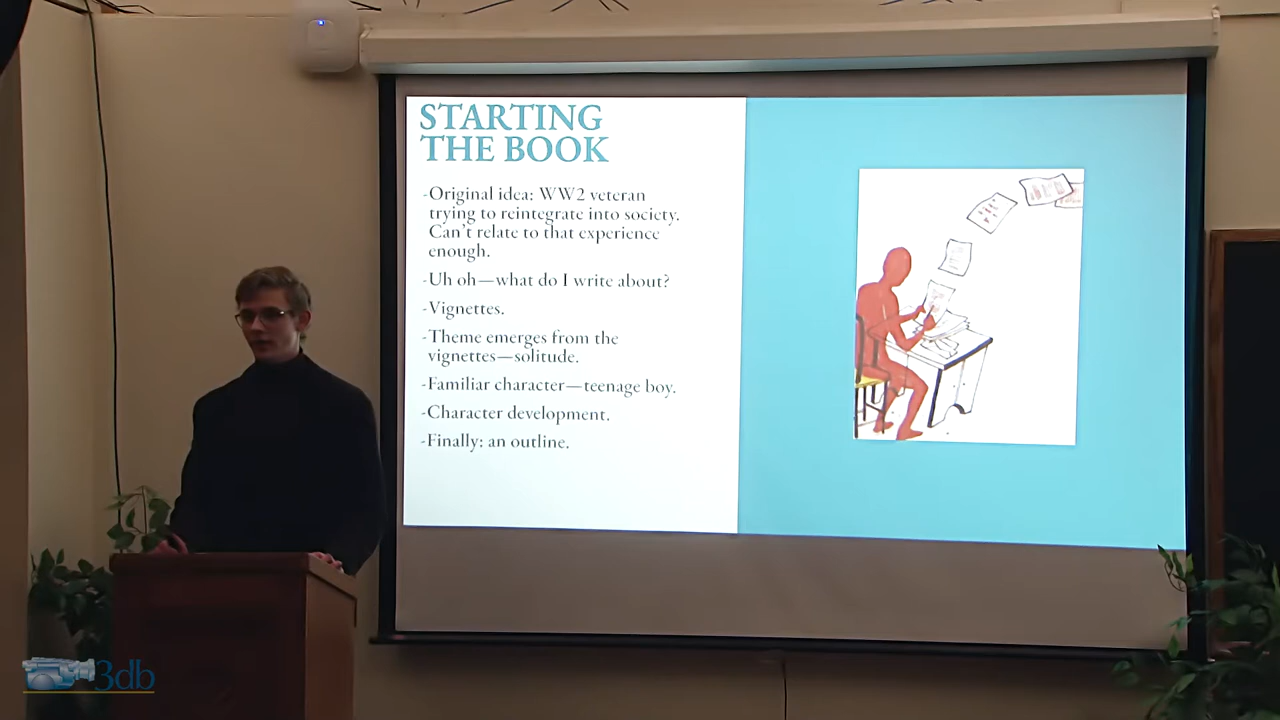 STARTING
THE BOOK
-Original idea: WW2 veteran
trying to reintegrate into society.
Can't relate to that experience
enough.
-Uh oh—what do I write about?
-Vignettes.
-Theme emerges from the
vignettes—solitude.
-Familiar character—teenage boy.
-Character development.
-Finally: an outline.
3db